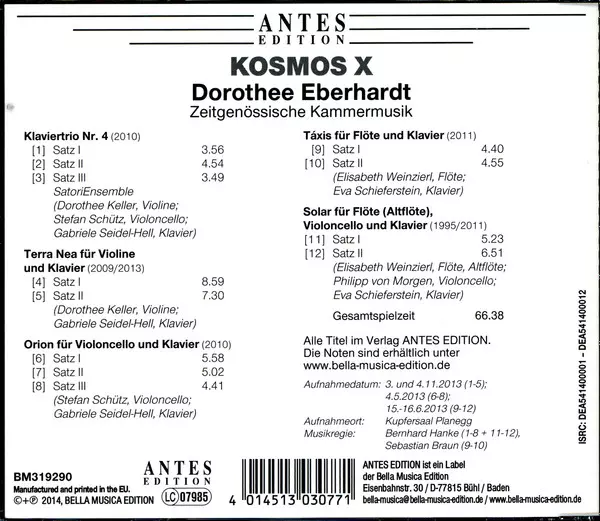 ANTES
EDITION
KOSMOS X
Dorothee Eberhardt
Zeitgenössische Kammermusik
Klaviertrio Nr. 4 (2010)
[1] Satz I 3.56
[2] Satz II 4.54
[3] Satz III 3.49
SatoriEnsemble
(Dorothee Keller, Violine;
Stefan Schütz, Violoncello;
Gabriele Seidel-Hell, Klavier)
Terra Nea für Violine
und Klavier (2009/2013)
[4] Satz I 8.59
[5] Satz II 7.30
(Dorothee Keller, Violine;
Gabriele Seidel-Hell, Klavier)
Orion für Violoncello und Klavier (2010)
[6] Satz I 5.58
[7] Satz II 5.02
[8] Satz III 4.41
(Stefan Schütz, Violoncello;
Gabriele Seidel-Hell, Klavier)
Táxis für Flöte und Klavier (2011)
[9] Satz I 4.40
[10] Satz II 4.55
(Elisabeth Weinzierl, Flöte;
Eva Schieferstein, Klavier)
Solar für Flöte (Altflöte),
Violoncello und Klavier (1995/2011)
[11] Satz I 5.23
[12] Satz II 6.51
(Elisabeth Weinzierl, Flöte, Altflöte;
Philipp von Morgen, Violoncello;
Eva Schieferstein, Klavier)
Gesamtspielzeit 66.38
Alle Titel im Verlag ANTES EDITION.
Die Noten sind erhältlich unter
www.bella-musica-edition.de
Aufnahmedatum: 3. und 4.11.2013 (1-5);
4.5.2013 (6-8);
15.-16.6.2013 (9-12)
Aufnahmeort: Kupfersaal Planegg
Musikregie: Bernhard Hanke (1-8 + 11-12),
Sebastian Braun (9-10)
ISRC: DEA541400001 – DEA541400012
BM319290
Manufactured and printed in the EU.
©+℗ 2014, BELLA MUSICA EDITION
ANTES
EDITION
LC 07985
4 014513 030771
ANTES EDITION ist ein Label
der Bella Musica Edition
Eisenbahnstr. 30 / D-77815 Bühl / Baden
bella-musica@bella-musica-edition.de / www.bella-musica-edition.de